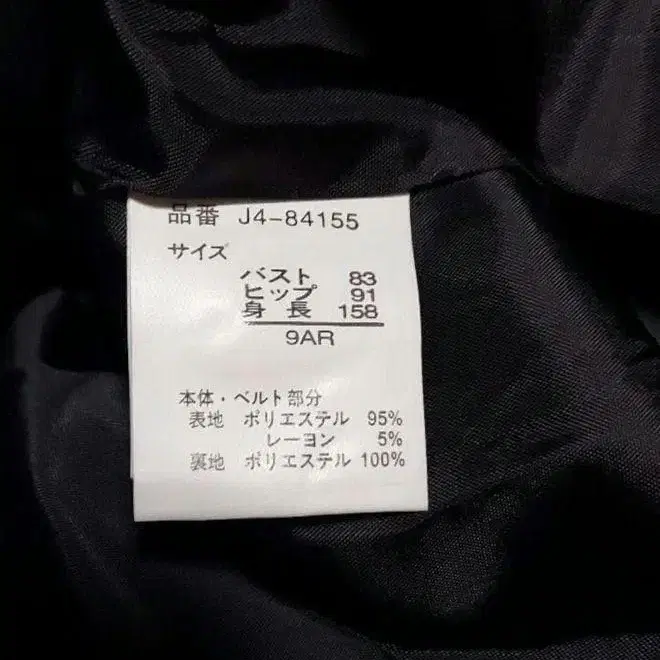 品番 J4-84155
サイズ
バスト 83
ヒップ 91
身長 158
9AR
本体・ベルト部分
表地 ポリエステル 95%
レーヨン 5%
裏地 ポリエステル 100%